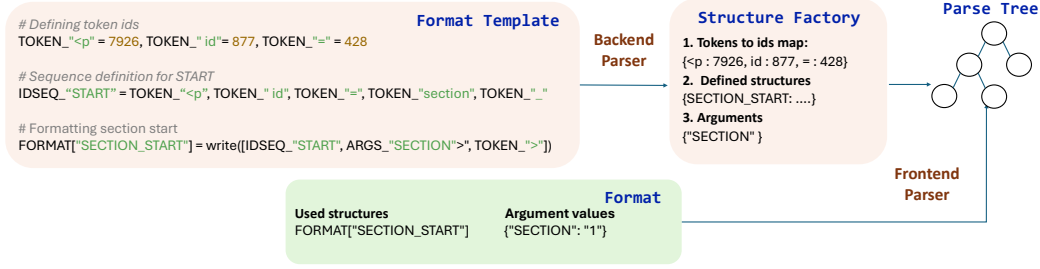 Format Template
# Defining token ids
TOKEN_"<p" = 7926, TOKEN_" id"= 877, TOKEN_"=" = 428
# Sequence definition for START
IDSEQ_“START” = TOKEN_“<p”, TOKEN_" id", TOKEN_"=", TOKEN_"section", TOKEN_"_"
# Formatting section start
FORMAT["SECTION_START"] = write([IDSEQ_"START", ARGS_"SECTION">", TOKEN_">"])
Backend
Parser
Structure Factory
1. Tokens to ids map:
{<p : 7926, id : 877, = : 428}
2. Defined structures
{SECTION_START: ....}
3. Arguments
{"SECTION" }
Parse Tree
Frontend
Parser
Format
Used structures
FORMAT["SECTION_START"]
Argument values
{"SECTION": "1"}